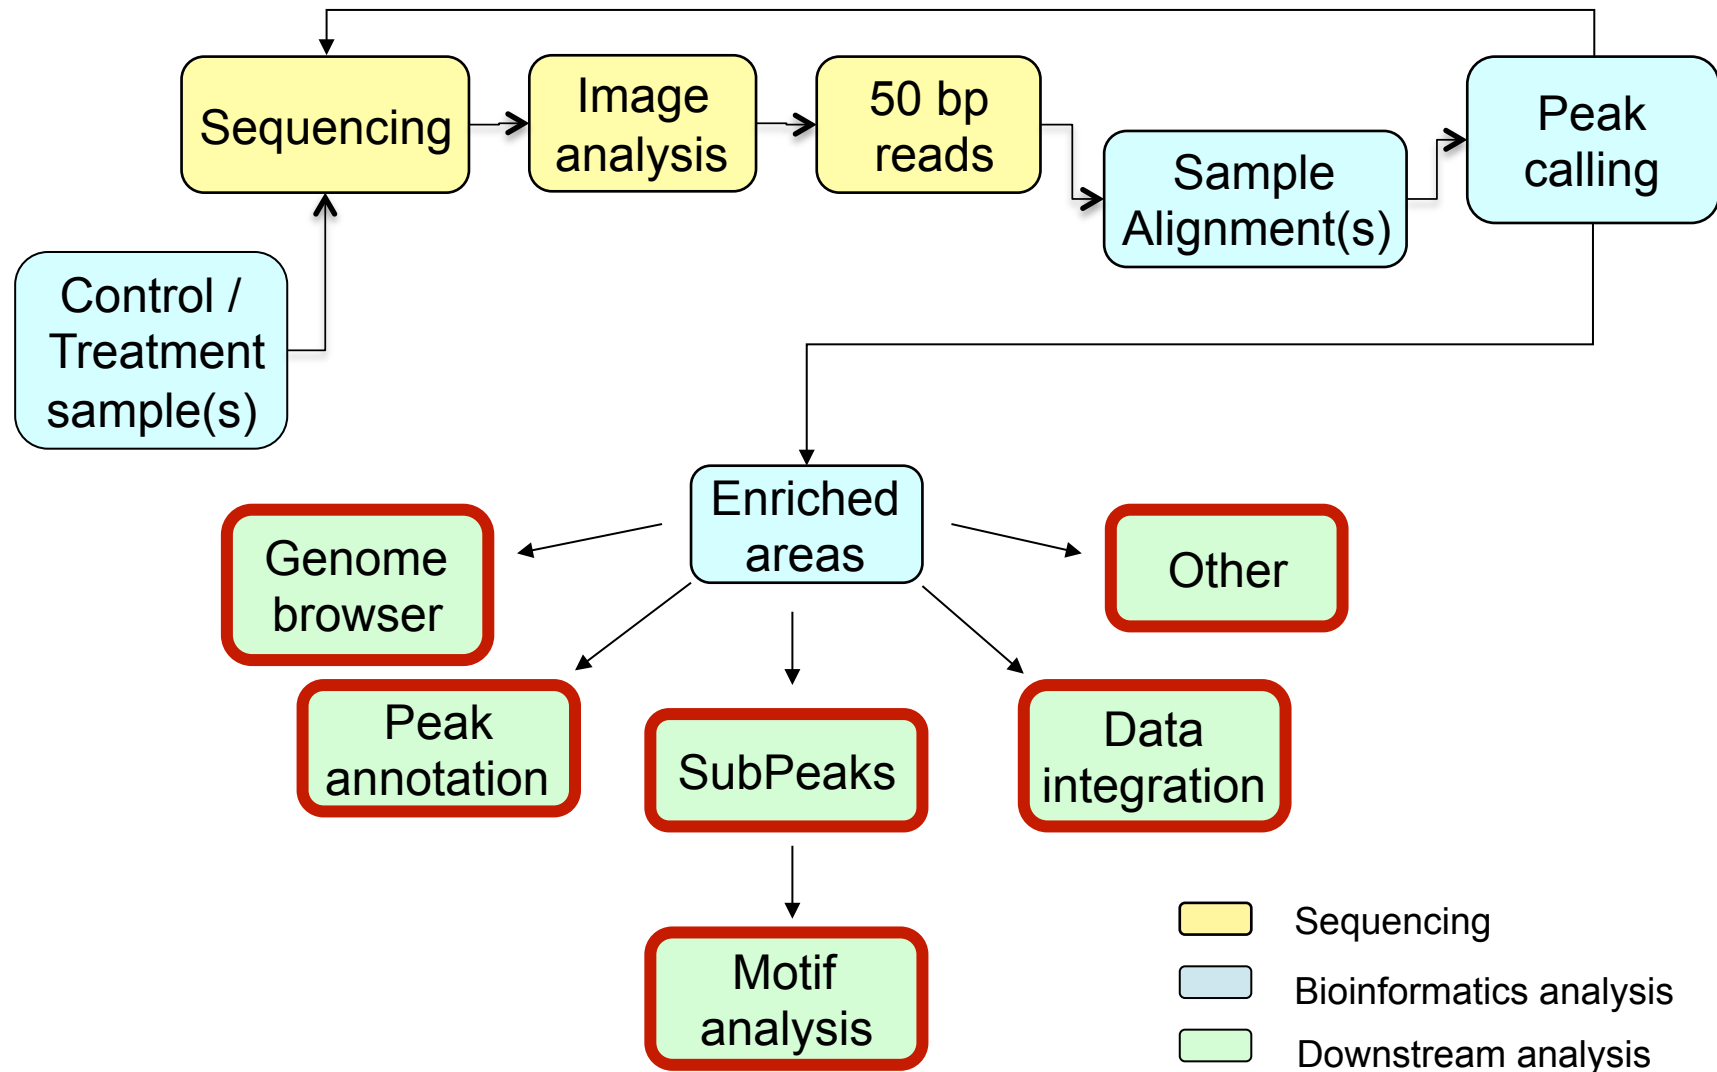 Sequencing
Image
analysis
50 bp
reads
Sample
Alignment(s)
Peak
calling
Control /
Treatment
sample(s)
Enriched
areas
Genome
browser
Other
Peak
annotation
SubPeaks
Data
integration
Motif
analysis
Sequencing
Bioinformatics analysis
Downstream analysis